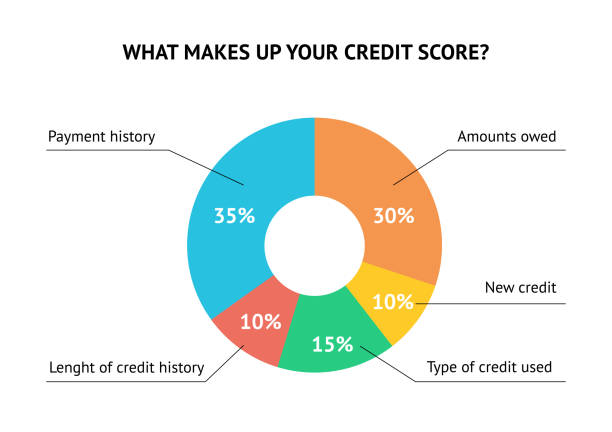 WHAT MAKES UP YOUR CREDIT SCORE?
Payment history
Amounts owed
35%
30%
New credit
10%
10%
15%
Lenght of credit history
Type of credit used